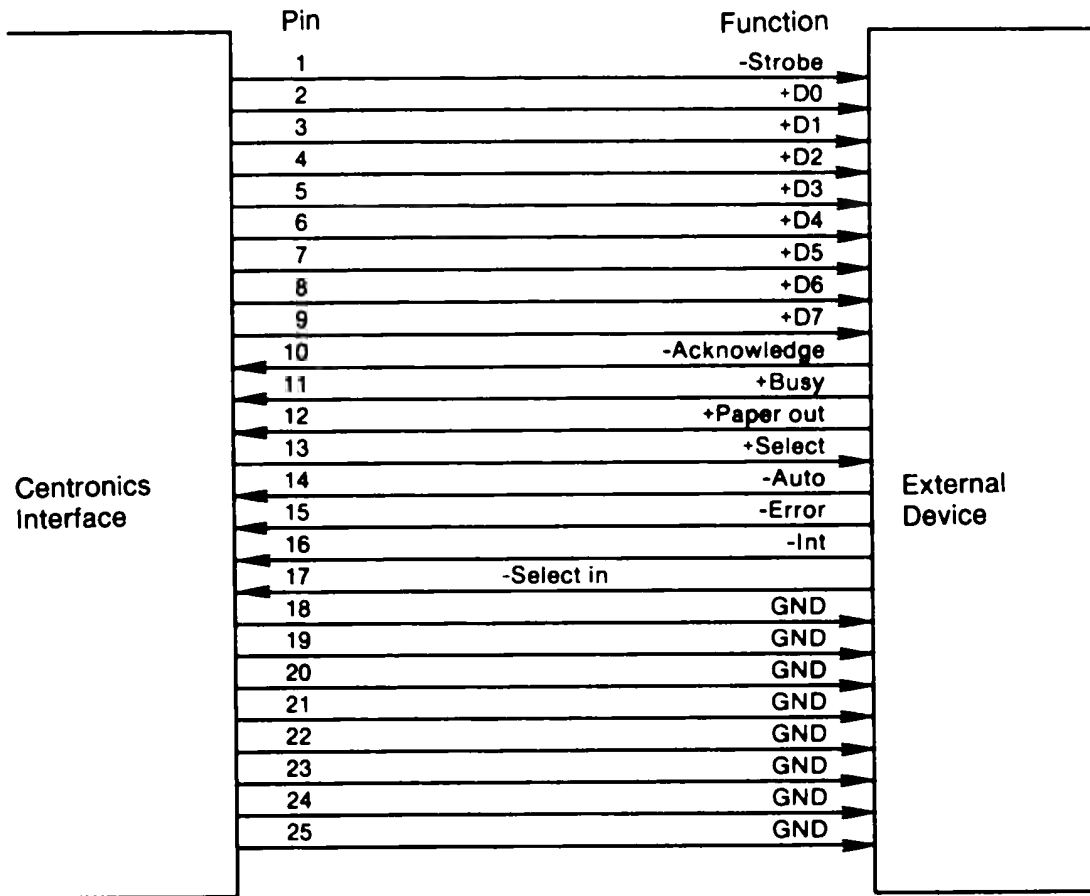 Pin Function
1 -Strobe
2 +D0
3 +D1
4 +D2
5 +D3
6 +D4
7 +D5
8 +D6
9 +D7
10 -Acknowledge
11 +Busy
12 +Paper out
13 +Select
14 -Auto
15 -Error
16 -Int
17 -Select in
18 GND
19 GND
20 GND
21 GND
22 GND
23 GND
24 GND
25 GND
Centronics
Interface
External
Device